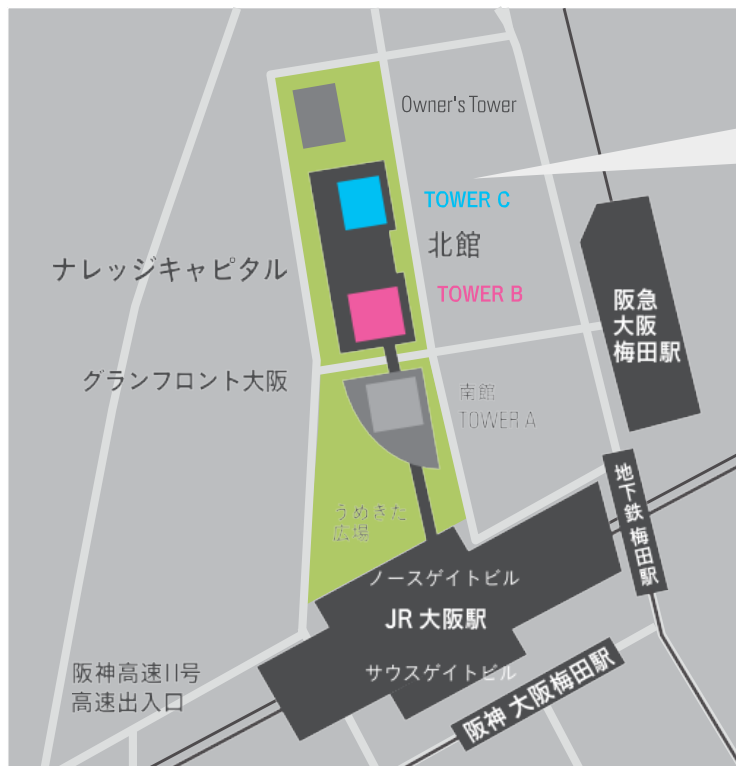 Owner's Tower
TOWER C
北館
ナレッジキャピタル
TOWER B
阪急
大阪
梅田駅
グランフロント大阪
南館
TOWER A
地下鉄 梅田駅
うめきた
広場
ノースゲイトビル
JR 大阪駅
サウスゲイトビル
阪神高速11号
高速出入口
阪神 大阪梅田駅